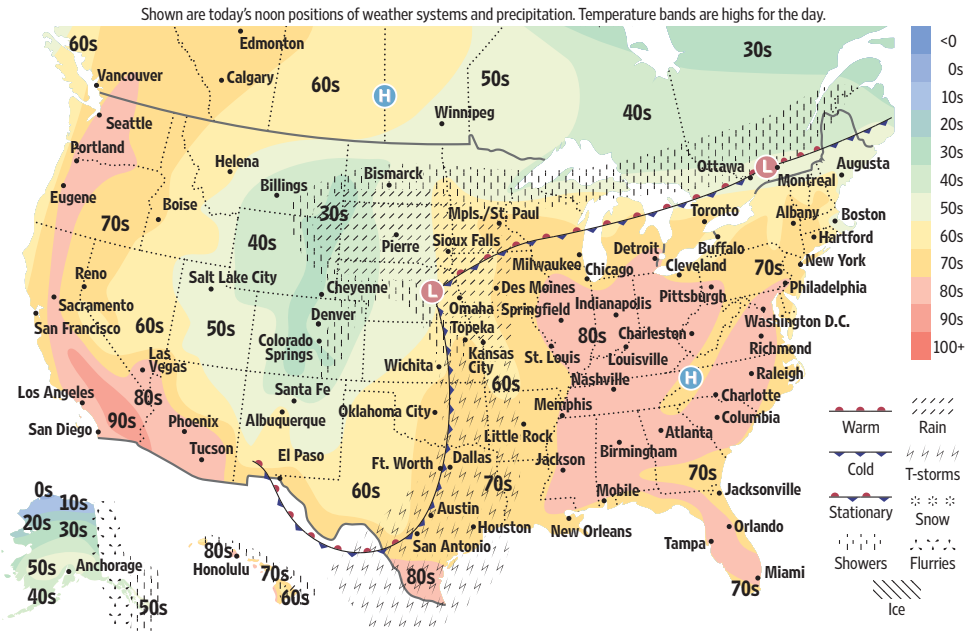 Shown are today's noon positions of weather systems and precipitation. Temperature bands are highs for the day.
60s
Edmonton
30s
<0
Vancouver
Calgary
60s
50s
0s
H
10s
Winnipeg
40s
20s
Seattle
Portland
30s
Helena
Bismarck
Ottawa
L
Augusta
40s
Eugene
Billings
Montreal
50s
70s
Boise
30s
Mpls./St. Paul
Toronto
Albany
Boston
60s
40s
Pierre
Sioux Falls
Detroit
Buffalo
Hartford
70s
Reno
Salt Lake City
Milwaukee
Chicago
Cleveland
70s
New York
80s
Sacramento
Cheyenne
L
Des Moines
Pittsburgh
Philadelphia
90s
San Francisco
60s
50s
Denver
Omaha
Springfield
Indianapolis
Washington D.C.
100+
Colorado
Springs
Topeka
80s
Charleston
Las
Vegas
Wichita
Kansas
City
St. Louis
Louisville
Richmond
Los Angeles
80s
Santa Fe
60s
Nashville
H
Raleigh
90s
Phoenix
Albuquerque
Oklahoma City
Memphis
Charlotte
San Diego
Little Rock
Atlanta
Columbia
Warm
Rain
Tucson
El Paso
Ft. Worth
Dallas
Jackson
Birmingham
Cold
T-storms
0s
10s
60s
70s
Mobile
70s
Jacksonville
20s
30s
Austin
Houston
New Orleans
Orlando
Stationary
Snow
50s
Anchorage
80s
Honolulu
70s
San Antonio
Tampa
Showers
Flurries
40s
50s
60s
80s
Miami
70s
Ice